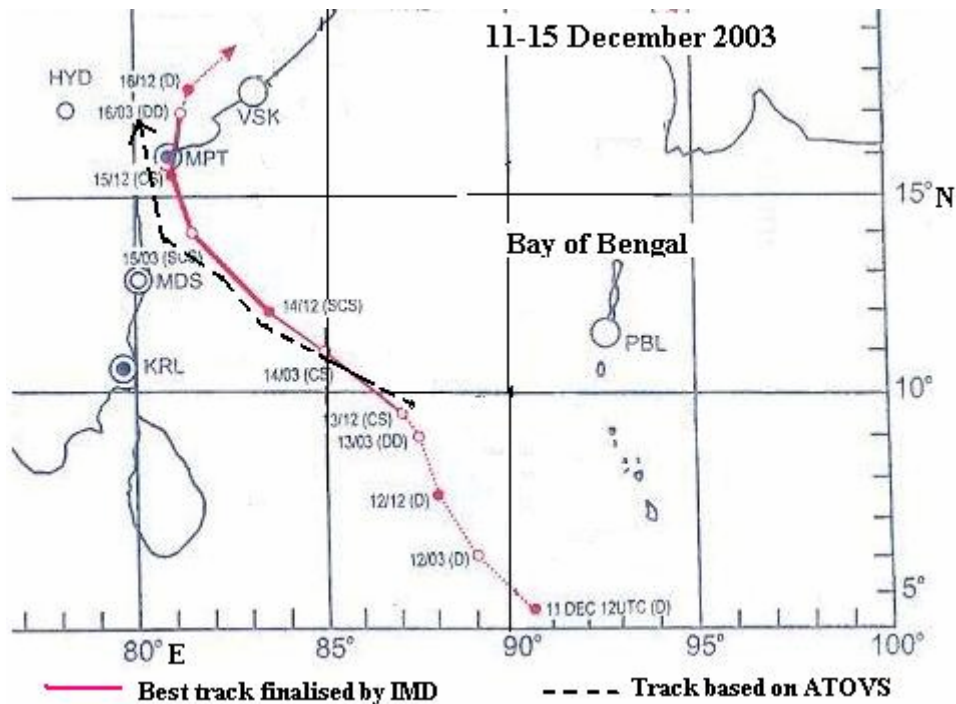 11-15 December 2003
HYD
16/12 (D)
16/03 (DD)
VSK
MPT
15/12 (CS)
15° N
Bay of Bengal
15/03 (SCS)
MDS
14/12 (SCS)
PBL
KRL
14/03 (CS)
10°
13/12 (CS)
13/03 (DD)
12/12 (D)
12/03 (D)
5°
11 DEC 12UTC (D)
80° E
85°
90°
95°
100°
Best track finalised by IMD
Track based on ATOVS